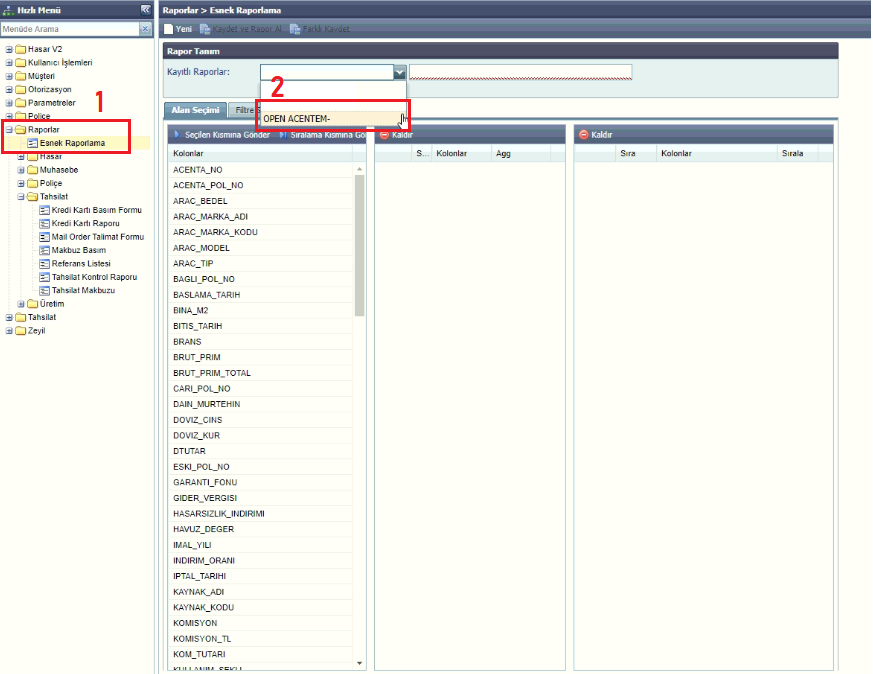 Hızlı Menü
Menüde Arama
Hasar V2
Kullanıcı İşlemleri
Müşteri
Otorizasyon
Parametreler
1
Poliçe
Raporlar
Esnek Raporlama
Hasar
Muhasebe
Poliçe
Tahsilat
Kredi Kartı Basım Formu
Kredi Kartı Raporu
Mail Order Talimat Formu
Makbuz Basım
Referans Listesi
Tahsilat Kontrol Raporu
Tahsilat Makbuzu
Üretim
Tahsilat
Zeyil
Raporlar > Esnek Raporlama
Yeni Kaydet ve Rapor Al Farklı Kaydet
Rapor Tanım
Kayıtlı Raporlar:
2
OPEN ACENTEM-
Alan Seçimi Filtre S
Seçilen Kısmına Gönder Sıralama Kısmına Gö
Kolonlar
ACENTA_NO
ACENTA_POL_NO
ARAC_BEDEL
ARAC_MARKA_ADI
ARAC_MARKA_KODU
ARAC_MODEL
ARAC_TIP
BAGLI_POL_NO
BASLAMA_TARIH
BINA_M2
BITIS_TARIH
BRANS
BRUT_PRIM
BRUT_PRIM_TOTAL
CARI_POL_NO
DAIN_MURTEHIN
DOVIZ_CINS
DOVIZ_KUR
DTUTAR
ESKI_POL_NO
GARANTI_FONU
GIDER_VERGISI
HASARSIZLIK_INDIRIMI
HAVUZ_DEGER
IMAL_YILI
INDIRIM_ORANI
IPTAL_TARIHI
KAYNAK_ADI
KAYNAK_KODU
KOMISYON
KOMISYON_TL
KOM_TUTARI
KULLANIM_SEKLI
Kaldır
S... Kolonlar Agg
Kaldır
Sıra Kolonlar Sırala